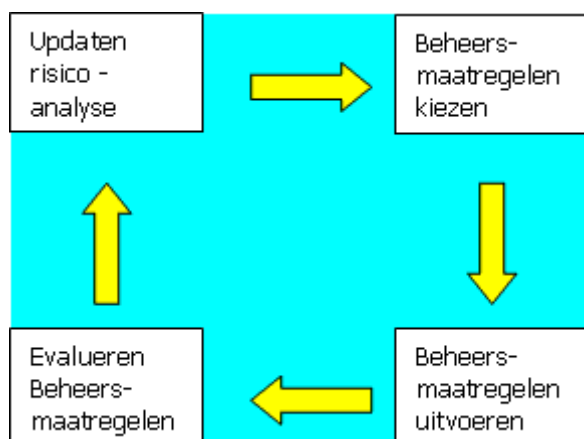 Updaten
risico -
analyse
Beheers-
maatregelen
kiezen
Beheers-
maatregelen
uitvoeren
Evalueren
Beheers-
maatregelen